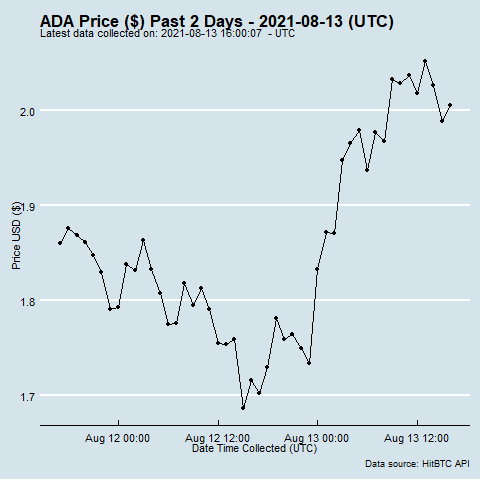 ADA Price ($) Past 2 Days - 2021-08-13 (UTC)
Latest data collected on: 2021-08-13 16:00:07 - UTC
2.0
1.9
1.8
1.7
Price USD ($)
Aug 12 00:00
Aug 12 12:00
Aug 13 00:00
Aug 13 12:00
Date Time Collected (UTC)
Data source: HitBTC API